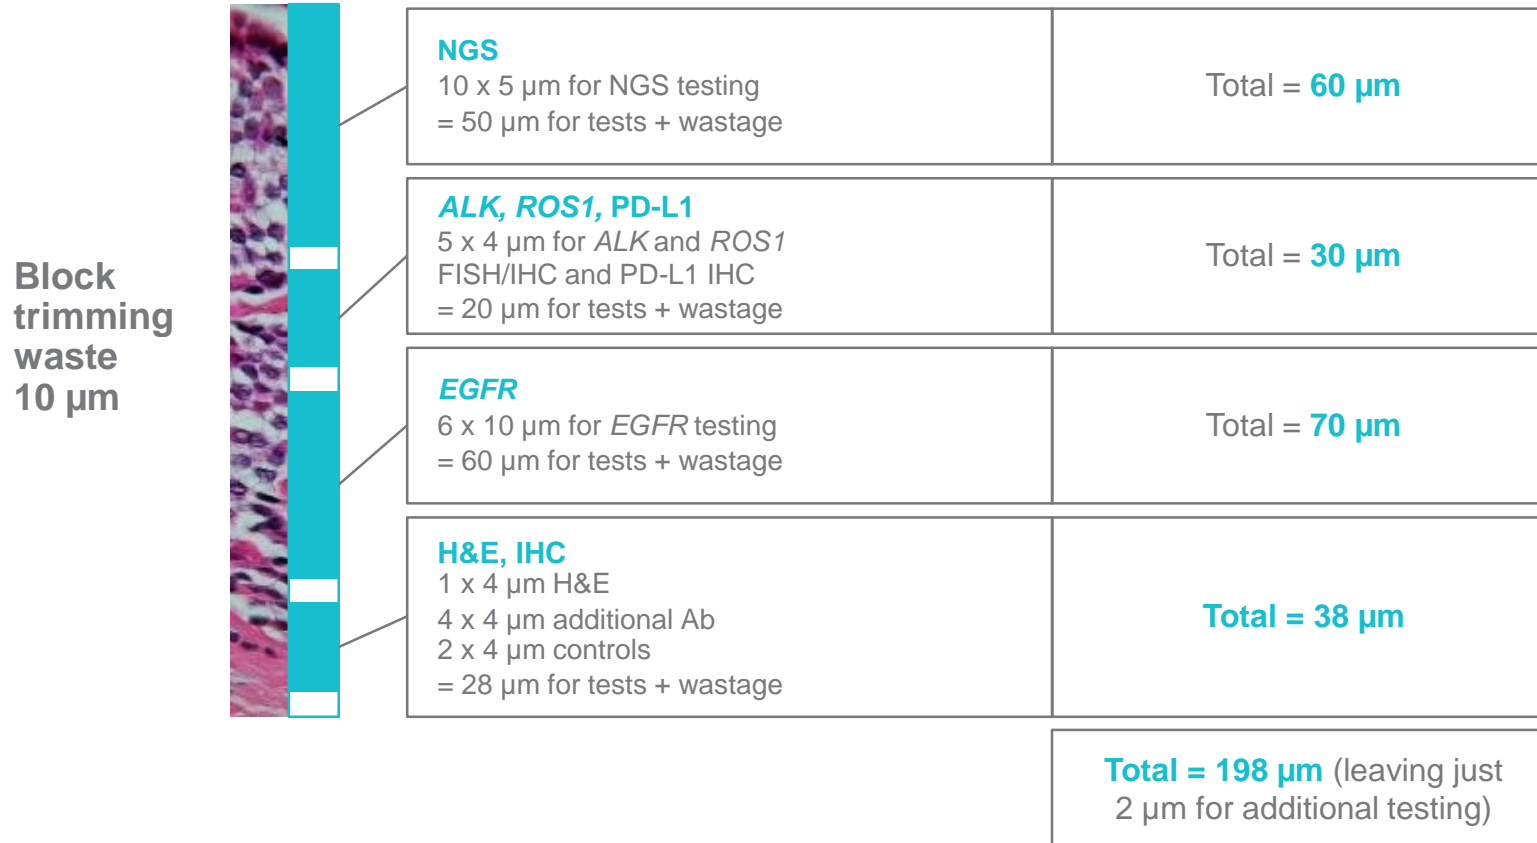 Block
trimming
waste
10 µm
NGS
10 x 5 µm for NGS testing
= 50 µm for tests + wastage
Total = 60 µm
ALK, ROS1, PD-L1
5 x 4 µm for ALK and ROS1
FISH/IHC and PD-L1 IHC
= 20 µm for tests + wastage
Total = 30 µm
EGFR
6 x 10 µm for EGFR testing
= 60 µm for tests + wastage
Total = 70 µm
H&E, IHC
1 x 4 µm H&E
4 x 4 µm additional Ab
2 x 4 µm controls
= 28 µm for tests + wastage
Total = 38 µm
Total = 198 µm (leaving just
2 µm for additional testing)